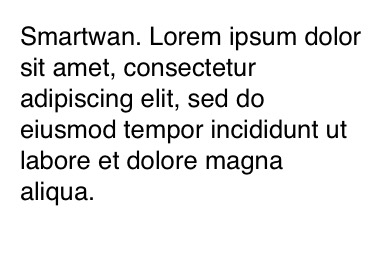 Smartwan. Lorem ipsum dolor
sit amet, consectetur
adipiscing elit, sed do
eiusmod tempor incididunt ut
labore et dolore magna
aliqua.